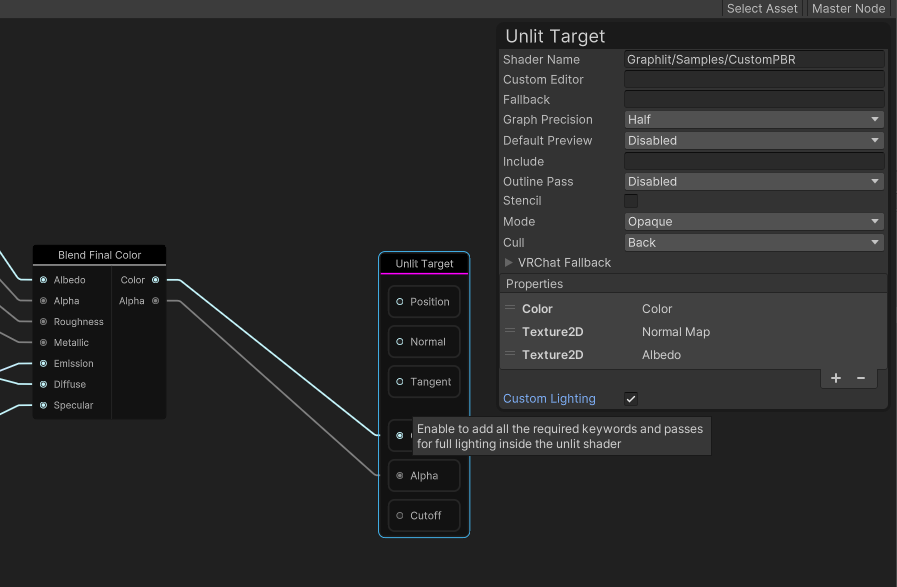 Select Asset
Master Node
Unlit Target
Shader Name
Graphlit/Samples/CustomPBR
Custom Editor
Fallback
Graph Precision
Half
Default Preview
Disabled
Include
Outline Pass
Disabled
Stencil
Mode
Opaque
Cull
Back
VRChat Fallback
Properties
Color
Color
Texture2D
Normal Map
Texture2D
Albedo
Custom Lighting
Enable to add all the required keywords and passes
for full lighting inside the unlit shader
Blend Final Color
Albedo
Color
Alpha
Alpha
Roughness
Metallic
Emission
Diffuse
Specular
Unlit Target
Position
Normal
Tangent
Alpha
Cutoff